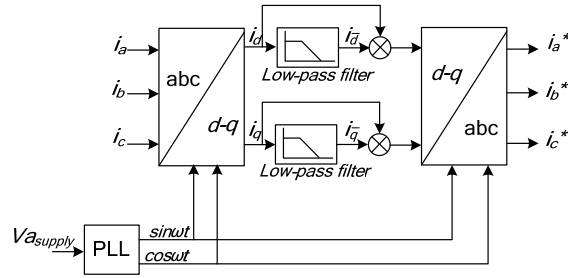 i_a
i_b
i_c
abc
d-q
i_d
i_d̅
Low-pass filter
i_q
i_q̅
Low-pass filter
d-q
abc
i_a*
i_b*
i_c*
Va_supply
PLL
sinωt
cosωt